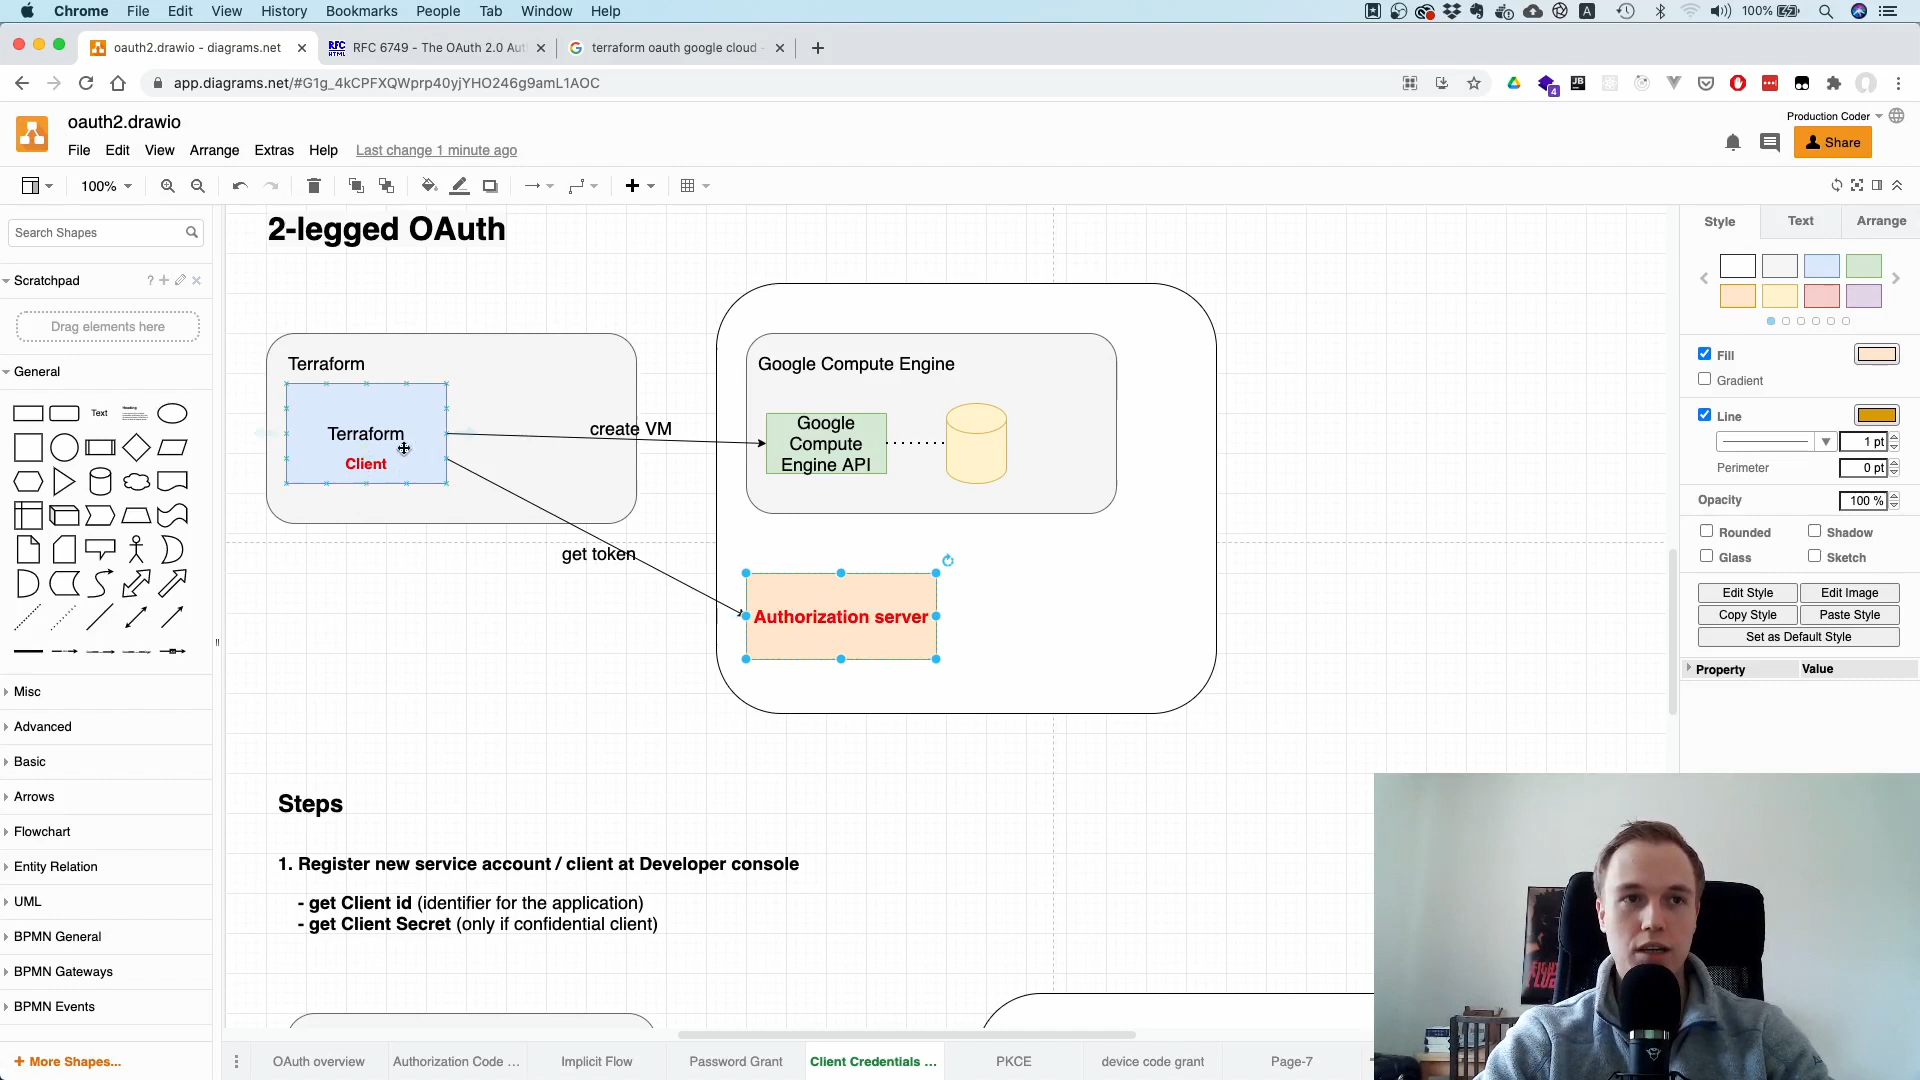 Chrome File Edit View History Bookmarks People Tab Window Help
A 100%
oauth2.drawio - diagrams.net
RFC HTML RFC 6749 - The OAuth 2.0 Aut
terraform oauth google cloud -
app.diagrams.net/#G1g_4kCPFXQWprp40yjYHO246g9amL1AOC
JB 4
oauth2.drawio
Production Coder
File Edit View Arrange Extras Help Last change 1 minute ago
Share
100%
Search Shapes
Scratchpad
?
Drag elements here
General
Text
Heading
Misc
Advanced
Basic
Arrows
Flowchart
Entity Relation
UML
BPMN General
BPMN Gateways
BPMN Events
+ More Shapes...
2-legged OAuth
Terraform
Terraform
Client
create VM
get token
Google Compute Engine
Google
Compute
Engine API
Authorization server
Steps
1. Register new service account / client at Developer console
- get Client id (identifier for the application)
- get Client Secret (only if confidential client)
OAuth overview Authorization Code ... Implicit Flow Password Grant Client Credentials ... PKCE device code grant Page-7
Style Text Arrange
Fill
Gradient
Line
1 pt
Perimeter 0 pt
Opacity 100 %
Rounded Shadow
Glass Sketch
Edit Style Edit Image
Copy Style Paste Style
Set as Default Style
Property Value
FIGHT
CLUB